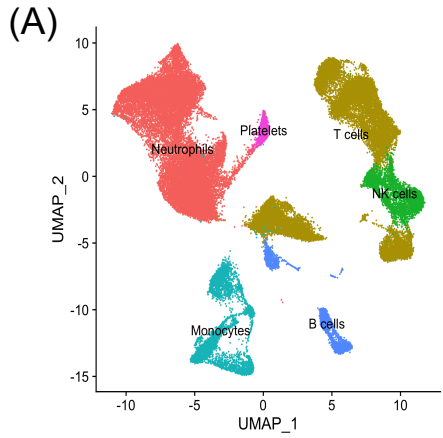 (A)
10
5
0
-5
-10
-15
UMAP_2
Platelets
T cells
Neutrophils
NK cells
B cells
Monocytes
-10
-5
0
5
10
UMAP_1